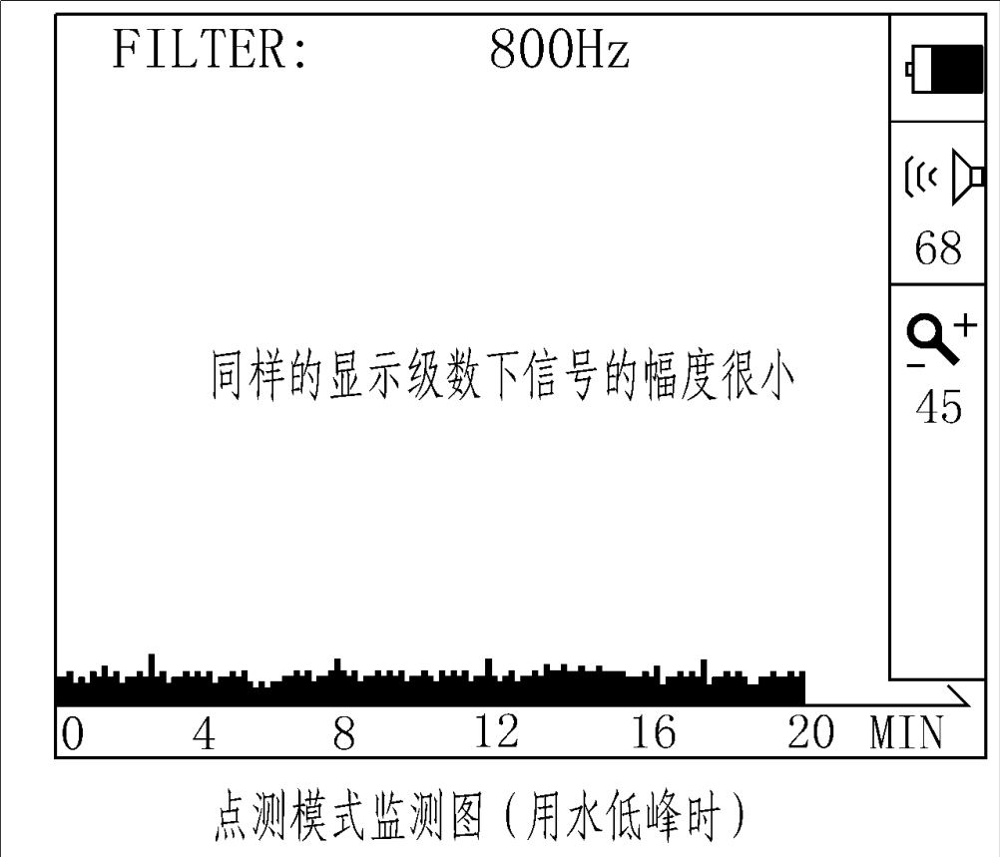 FILTER: 800Hz
68
45
同样的显示级数下信号的幅度很小
0 4 8 12 16 20 MIN
点测模式监测图（用水低峰时）